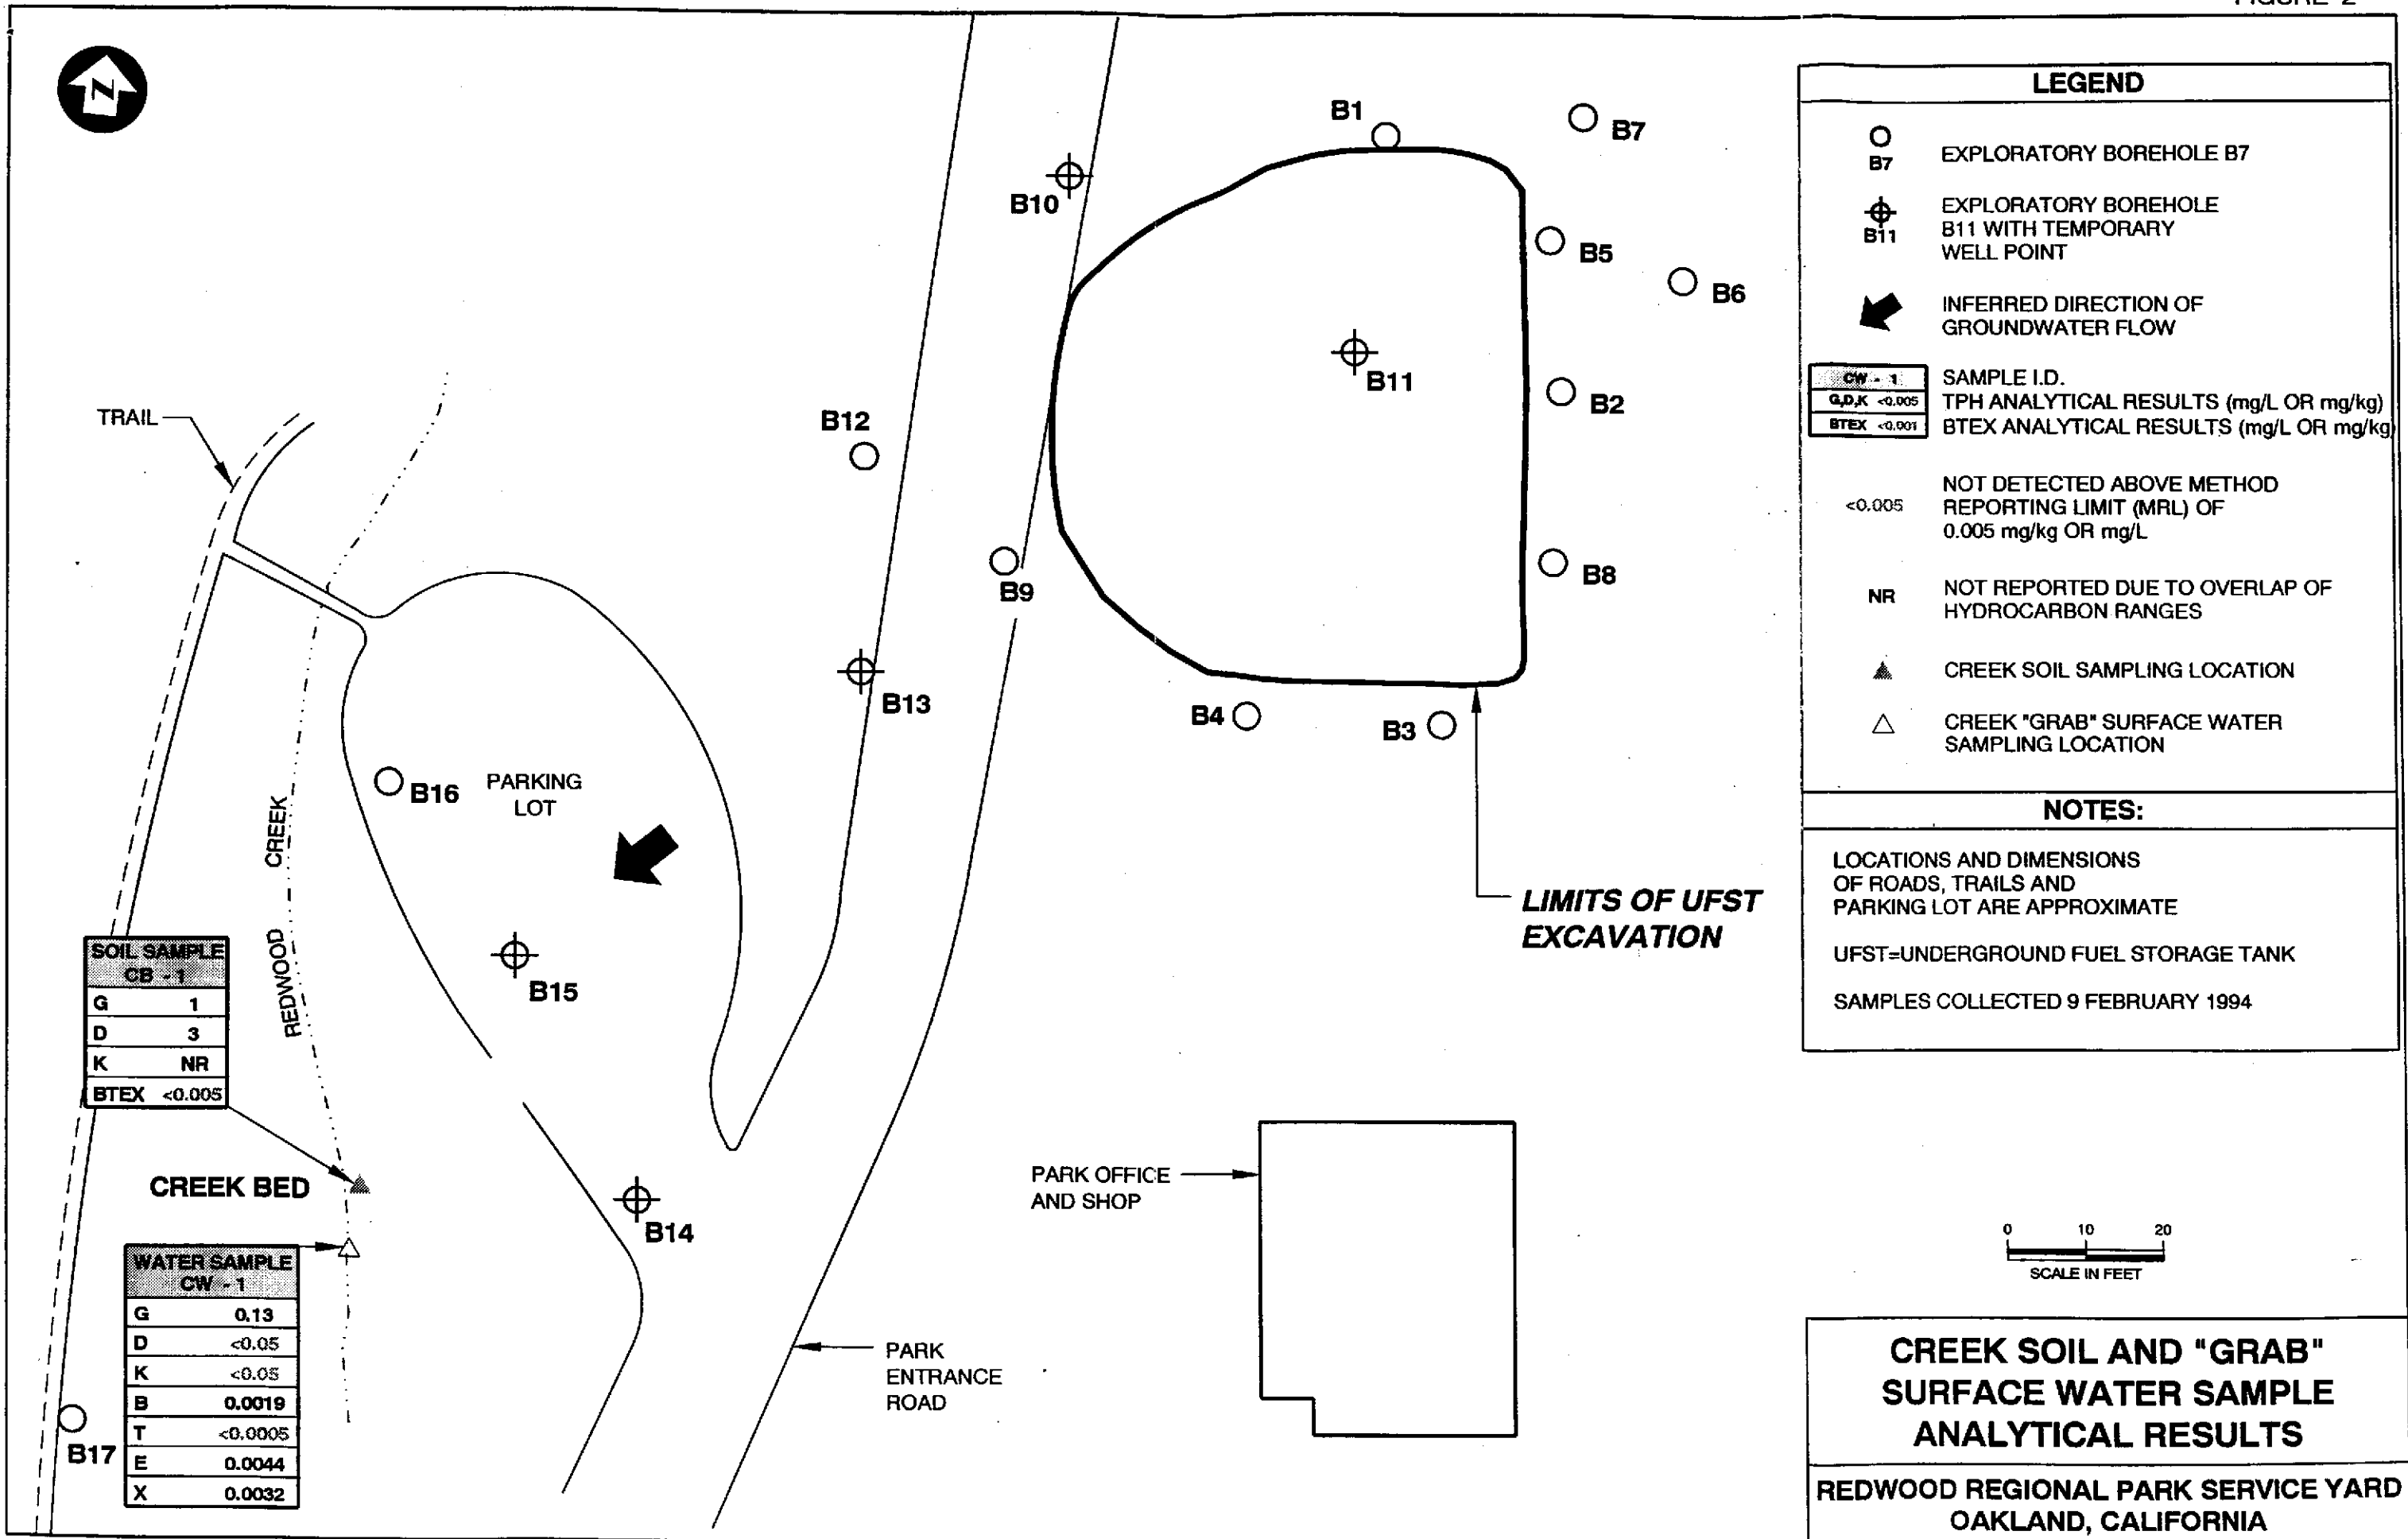 FIGURE 2
N
LEGEND
B7
EXPLORATORY BOREHOLE B7
B11
EXPLORATORY BOREHOLE
B11 WITH TEMPORARY
WELL POINT
INFERRED DIRECTION OF
GROUNDWATER FLOW
CW - 1
SAMPLE I.D.
G,D,K <0.005
TPH ANALYTICAL RESULTS (mg/L OR mg/kg)
BTEX <0.001
BTEX ANALYTICAL RESULTS (mg/L OR mg/kg)
<0.005
NOT DETECTED ABOVE METHOD
REPORTING LIMIT (MRL) OF
0.005 mg/kg OR mg/L
NR
NOT REPORTED DUE TO OVERLAP OF
HYDROCARBON RANGES
CREEK SOIL SAMPLING LOCATION
CREEK "GRAB" SURFACE WATER
SAMPLING LOCATION
NOTES:
LOCATIONS AND DIMENSIONS
OF ROADS, TRAILS AND
PARKING LOT ARE APPROXIMATE
UFST=UNDERGROUND FUEL STORAGE TANK
SAMPLES COLLECTED 9 FEBRUARY 1994
B1
B7
B10
B5
B6
B11
B2
TRAIL
B12
B8
B9
B13
B4
B3
B16
PARKING
LOT
REDWOOD CREEK
LIMITS OF UFST
EXCAVATION
B15
SOIL SAMPLE
CB - 1
G 1
D 3
K NR
BTEX <0.005
CREEK BED
B14
PARK OFFICE
AND SHOP
WATER SAMPLE
CW - 1
G 0.13
D <0.05
K <0.05
B 0.0019
T <0.0005
E 0.0044
X 0.0032
B17
PARK
ENTRANCE
ROAD
0 10 20
SCALE IN FEET
CREEK SOIL AND "GRAB"
SURFACE WATER SAMPLE
ANALYTICAL RESULTS
REDWOOD REGIONAL PARK SERVICE YARD
OAKLAND, CALIFORNIA